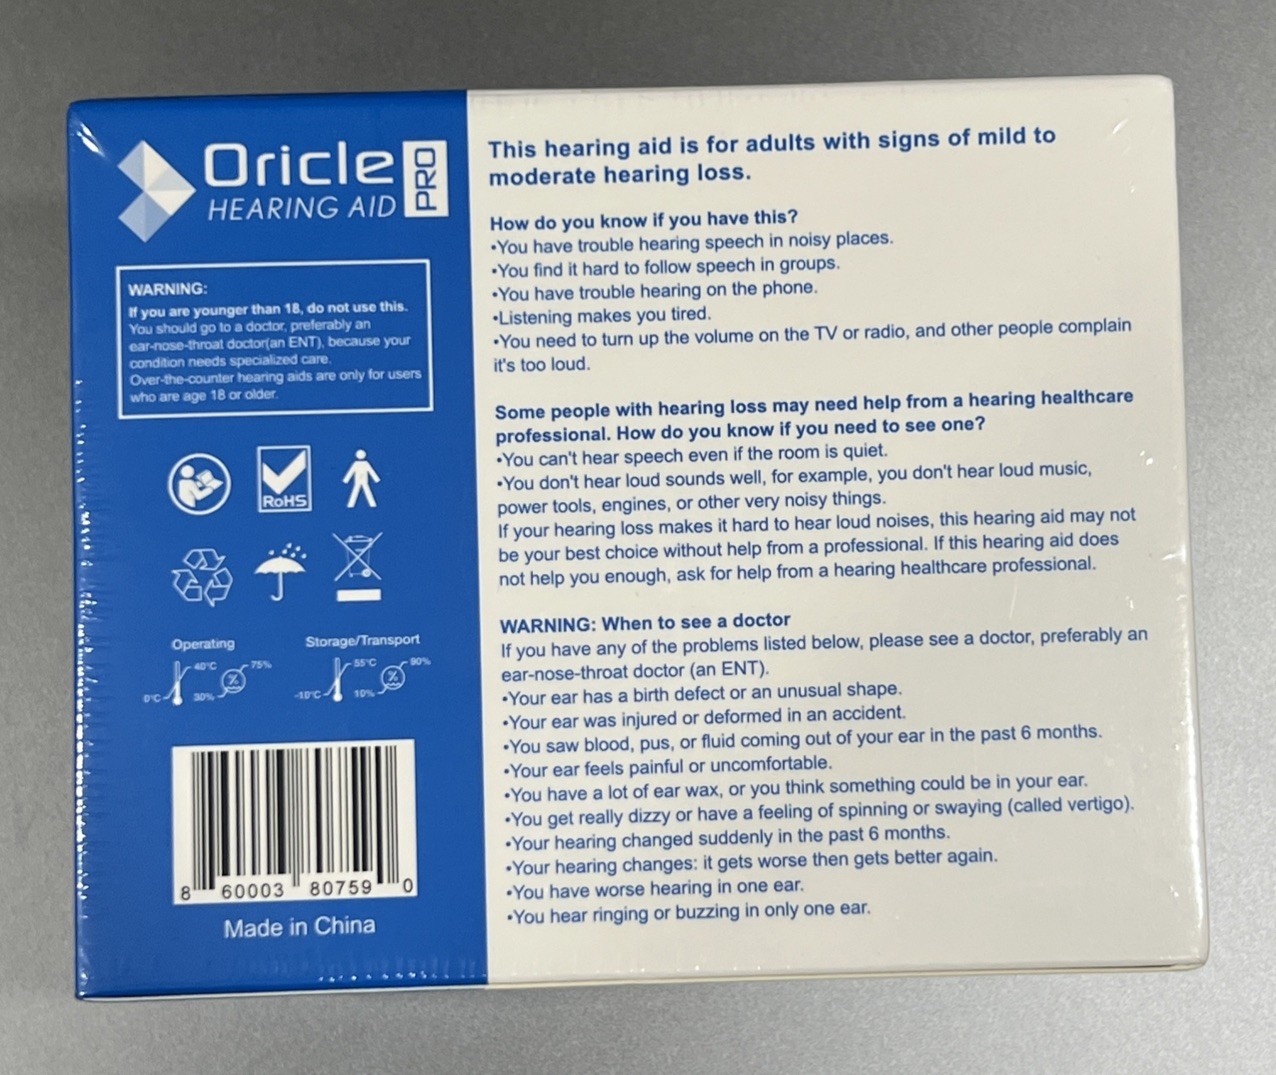 Oricle PRO
HEARING AID
WARNING:
If you are younger than 18, do not use this.
You should go to a doctor, preferably an
ear-nose-throat doctor(an ENT), because your
condition needs specialized care.
Over-the-counter hearing aids are only for users
who are age 18 or older.
RoHS
Operating
40°C 75%
0°C 30%
Storage/Transport
55°C 90%
-10°C 10%
8 60003 80759 0
Made in China
This hearing aid is for adults with signs of mild to
moderate hearing loss.
How do you know if you have this?
•You have trouble hearing speech in noisy places.
•You find it hard to follow speech in groups.
•You have trouble hearing on the phone.
•Listening makes you tired.
•You need to turn up the volume on the TV or radio, and other people complain
it's too loud.
Some people with hearing loss may need help from a hearing healthcare
professional. How do you know if you need to see one?
•You can't hear speech even if the room is quiet.
•You don't hear loud sounds well, for example, you don't hear loud music,
power tools, engines, or other very noisy things.
If your hearing loss makes it hard to hear loud noises, this hearing aid may not
be your best choice without help from a professional. If this hearing aid does
not help you enough, ask for help from a hearing healthcare professional.
WARNING: When to see a doctor
If you have any of the problems listed below, please see a doctor, preferably an
ear-nose-throat doctor (an ENT).
•Your ear has a birth defect or an unusual shape.
•Your ear was injured or deformed in an accident.
•You saw blood, pus, or fluid coming out of your ear in the past 6 months.
•Your ear feels painful or uncomfortable.
•You have a lot of ear wax, or you think something could be in your ear.
•You get really dizzy or have a feeling of spinning or swaying (called vertigo).
•Your hearing changed suddenly in the past 6 months.
•Your hearing changes: it gets worse then gets better again.
•You have worse hearing in one ear.
•You hear ringing or buzzing in only one ear.